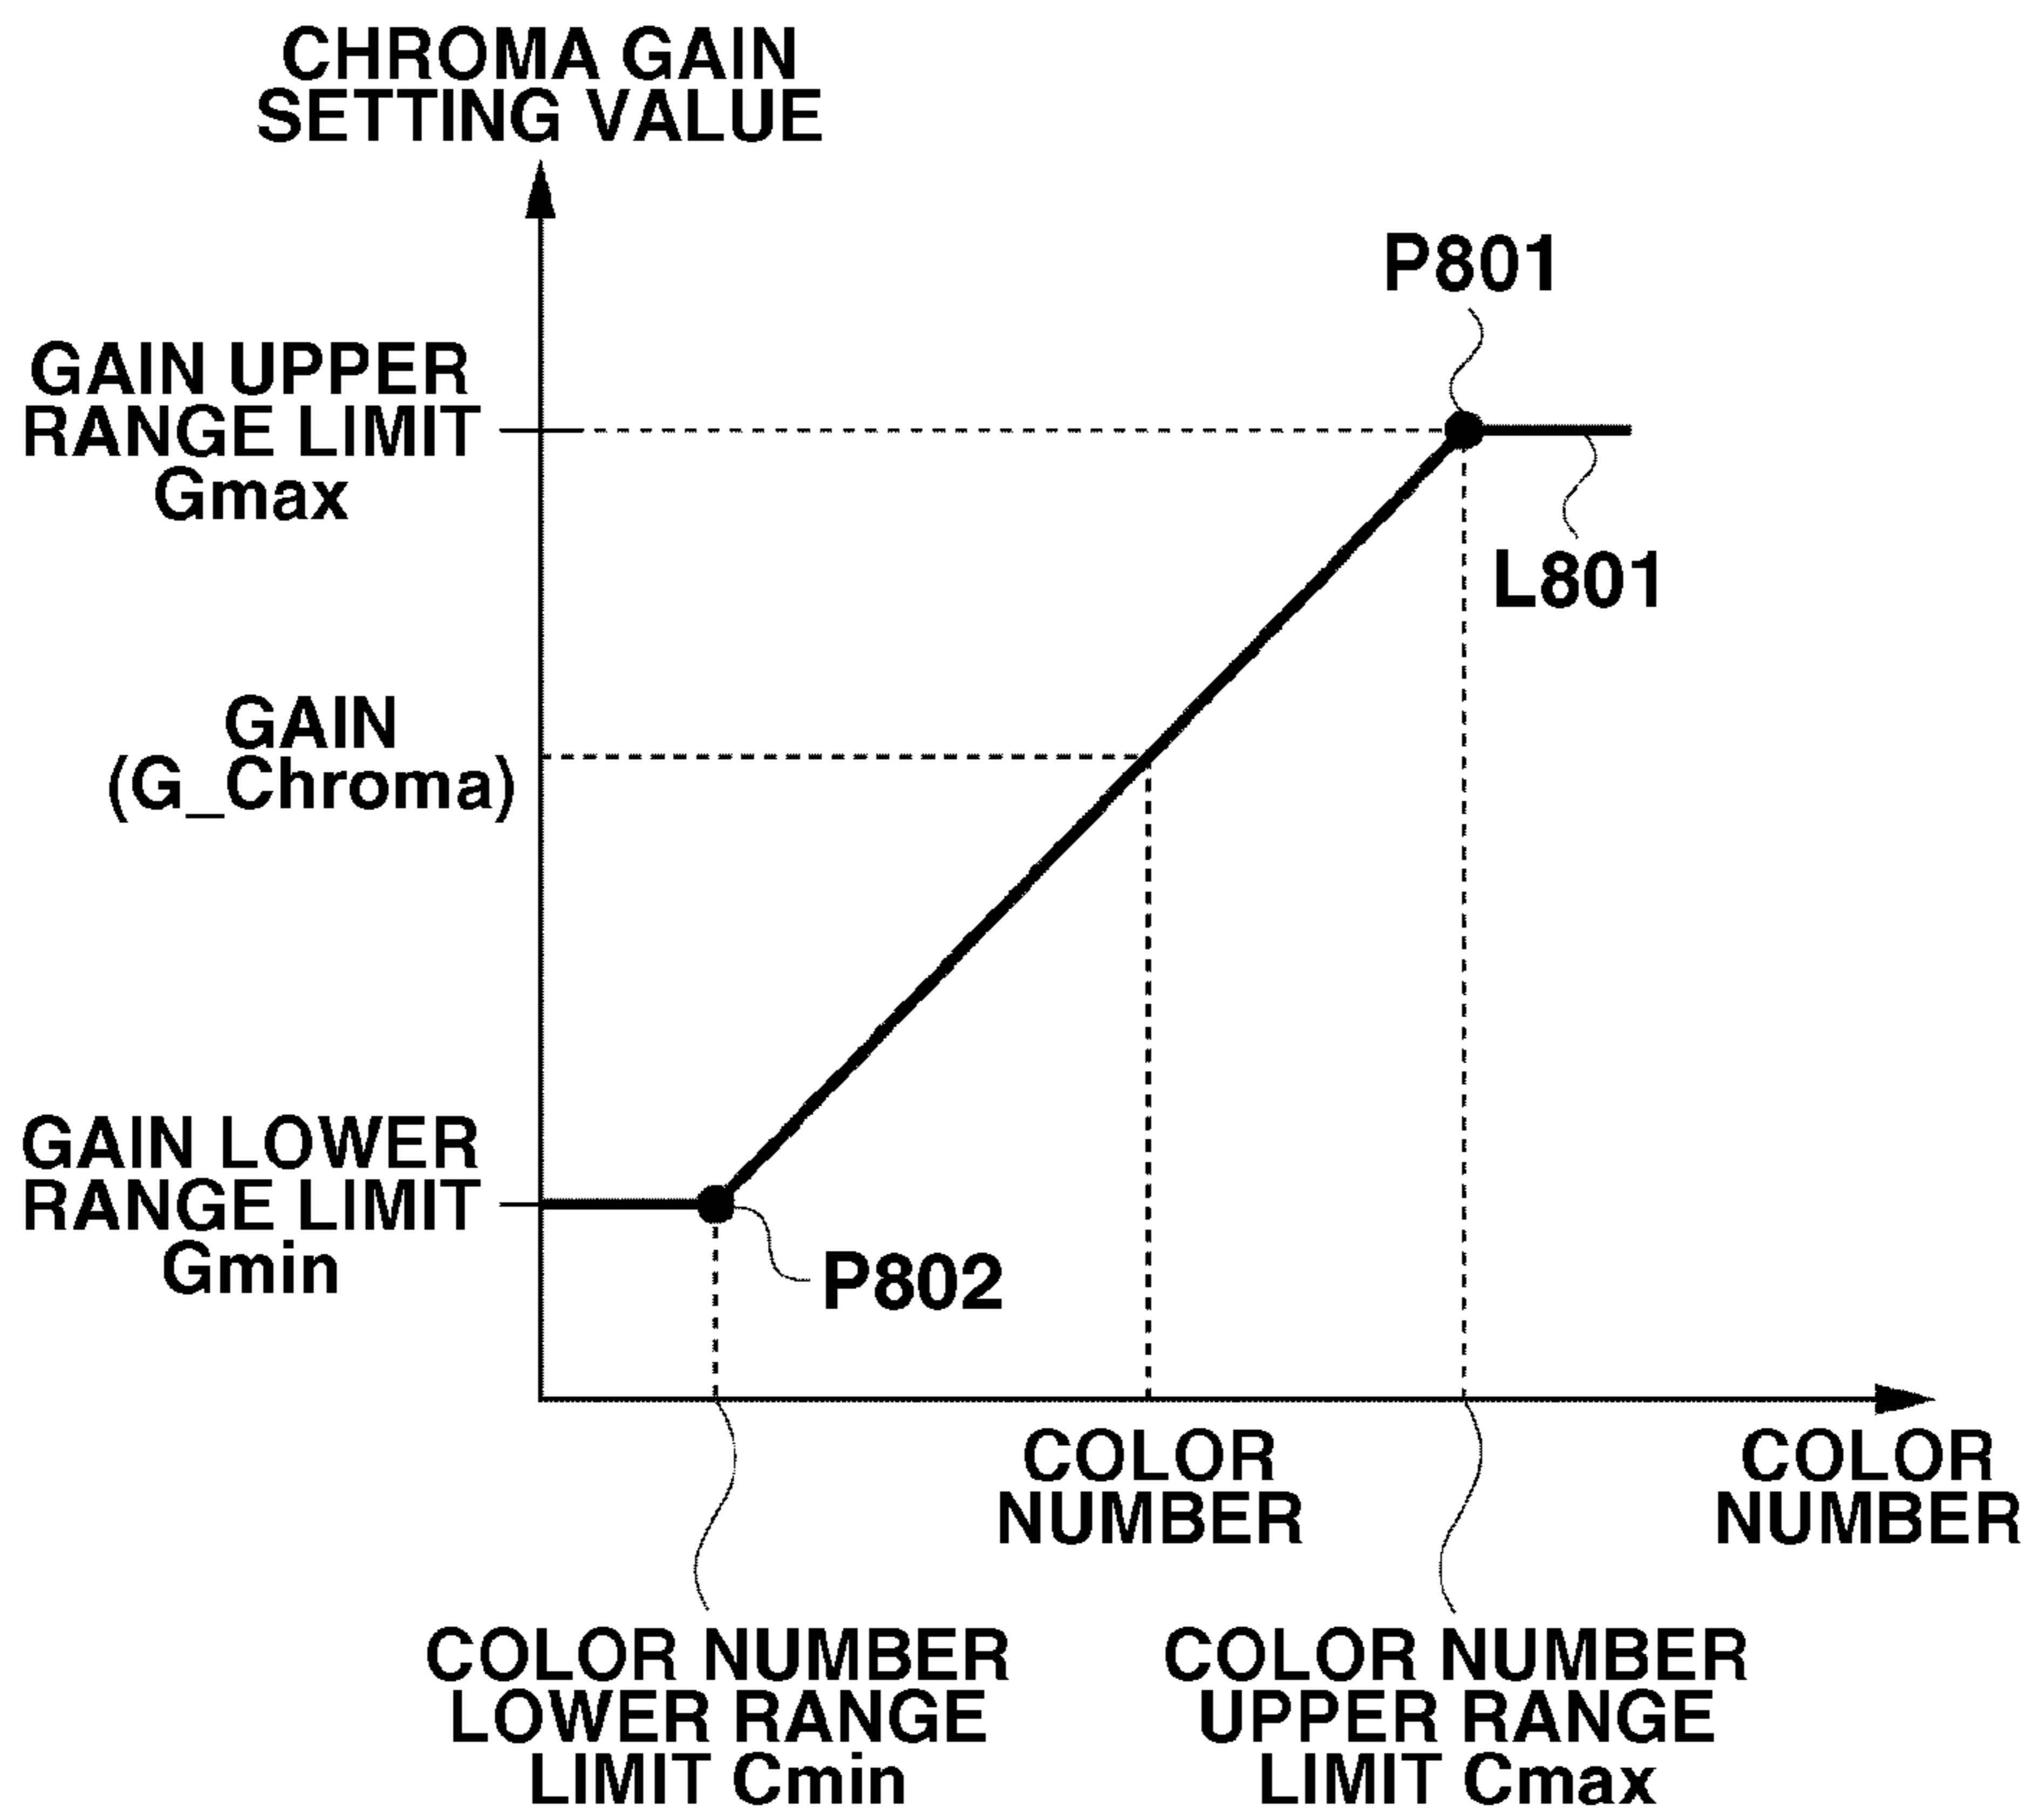 CHROMA GAIN
SETTING VALUE
P801
GAIN UPPER
RANGE LIMIT
Gmax
L801
GAIN
(G_Chroma)
GAIN LOWER
RANGE LIMIT
Gmin
P802
COLOR
NUMBER
COLOR
NUMBER
COLOR NUMBER
LOWER RANGE
LIMIT Cmin
COLOR NUMBER
UPPER RANGE
LIMIT Cmax